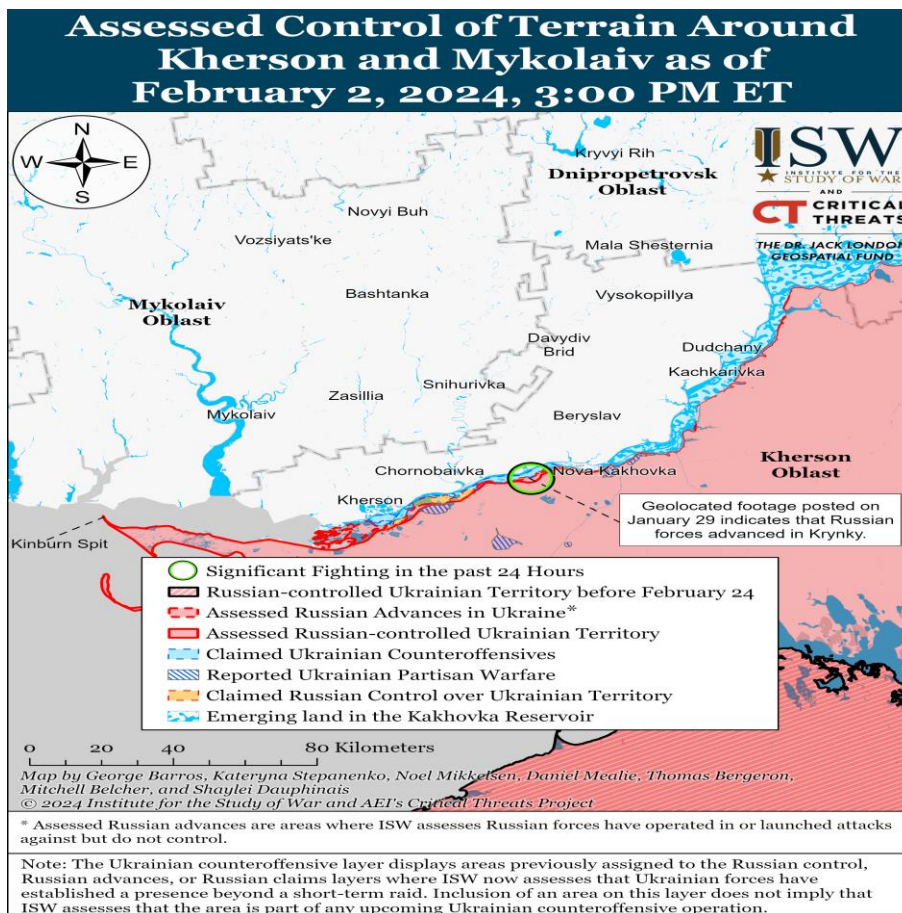 Assessed Control of Terrain Around
Kherson and Mykolaiv as of
February 2, 2024, 3:00 PM ET
N
W
E
S
ISW
INSTITUTE FOR THE
STUDY OF WAR
AND
CT CRITICAL
THREATS
THE DR. JACK LONDON
GEOSPATIAL FUND
Kryvyi Rih
Dnipropetrovsk
Oblast
Novyi Buh
Vozsiyats'ke
Mala Shesternia
Bashtanka
Vysokopillya
Mykolaiv
Oblast
Davydiv
Brid
Dudchany
Kachkarivka
Snihurivka
Zasillia
Mykolaiv
Beryslav
Chornobaivka
Nova Kakhovka
Kherson
Oblast
Kherson
Geolocated footage posted on
January 29 indicates that Russian
forces advanced in Krynky.
Kinburn Spit
Significant Fighting in the past 24 Hours
Russian-controlled Ukrainian Territory before February 24
Assessed Russian Advances in Ukraine*
Assessed Russian-controlled Ukrainian Territory
Claimed Ukrainian Counteroffensives
Reported Ukrainian Partisan Warfare
Claimed Russian Control over Ukrainian Territory
Emerging land in the Kakhovka Reservoir
0 20 40 80 Kilometers
Map by George Barros, Kateryna Stepanenko, Noel Mikkelsen, Daniel Mealie, Thomas Bergeron,
Mitchell Belcher, and Shaylei Dauphinais
© 2024 Institute for the Study of War and AEI's Critical Threats Project
* Assessed Russian advances are areas where ISW assesses Russian forces have operated in or launched attacks
against but do not control.
Note: The Ukrainian counteroffensive layer displays areas previously assigned to the Russian control,
Russian advances, or Russian claims layers where ISW now assesses that Ukrainian forces have
established a presence beyond a short-term raid. Inclusion of an area on this layer does not imply that
ISW assesses that the area is part of any upcoming Ukrainian counteroffensive operation.